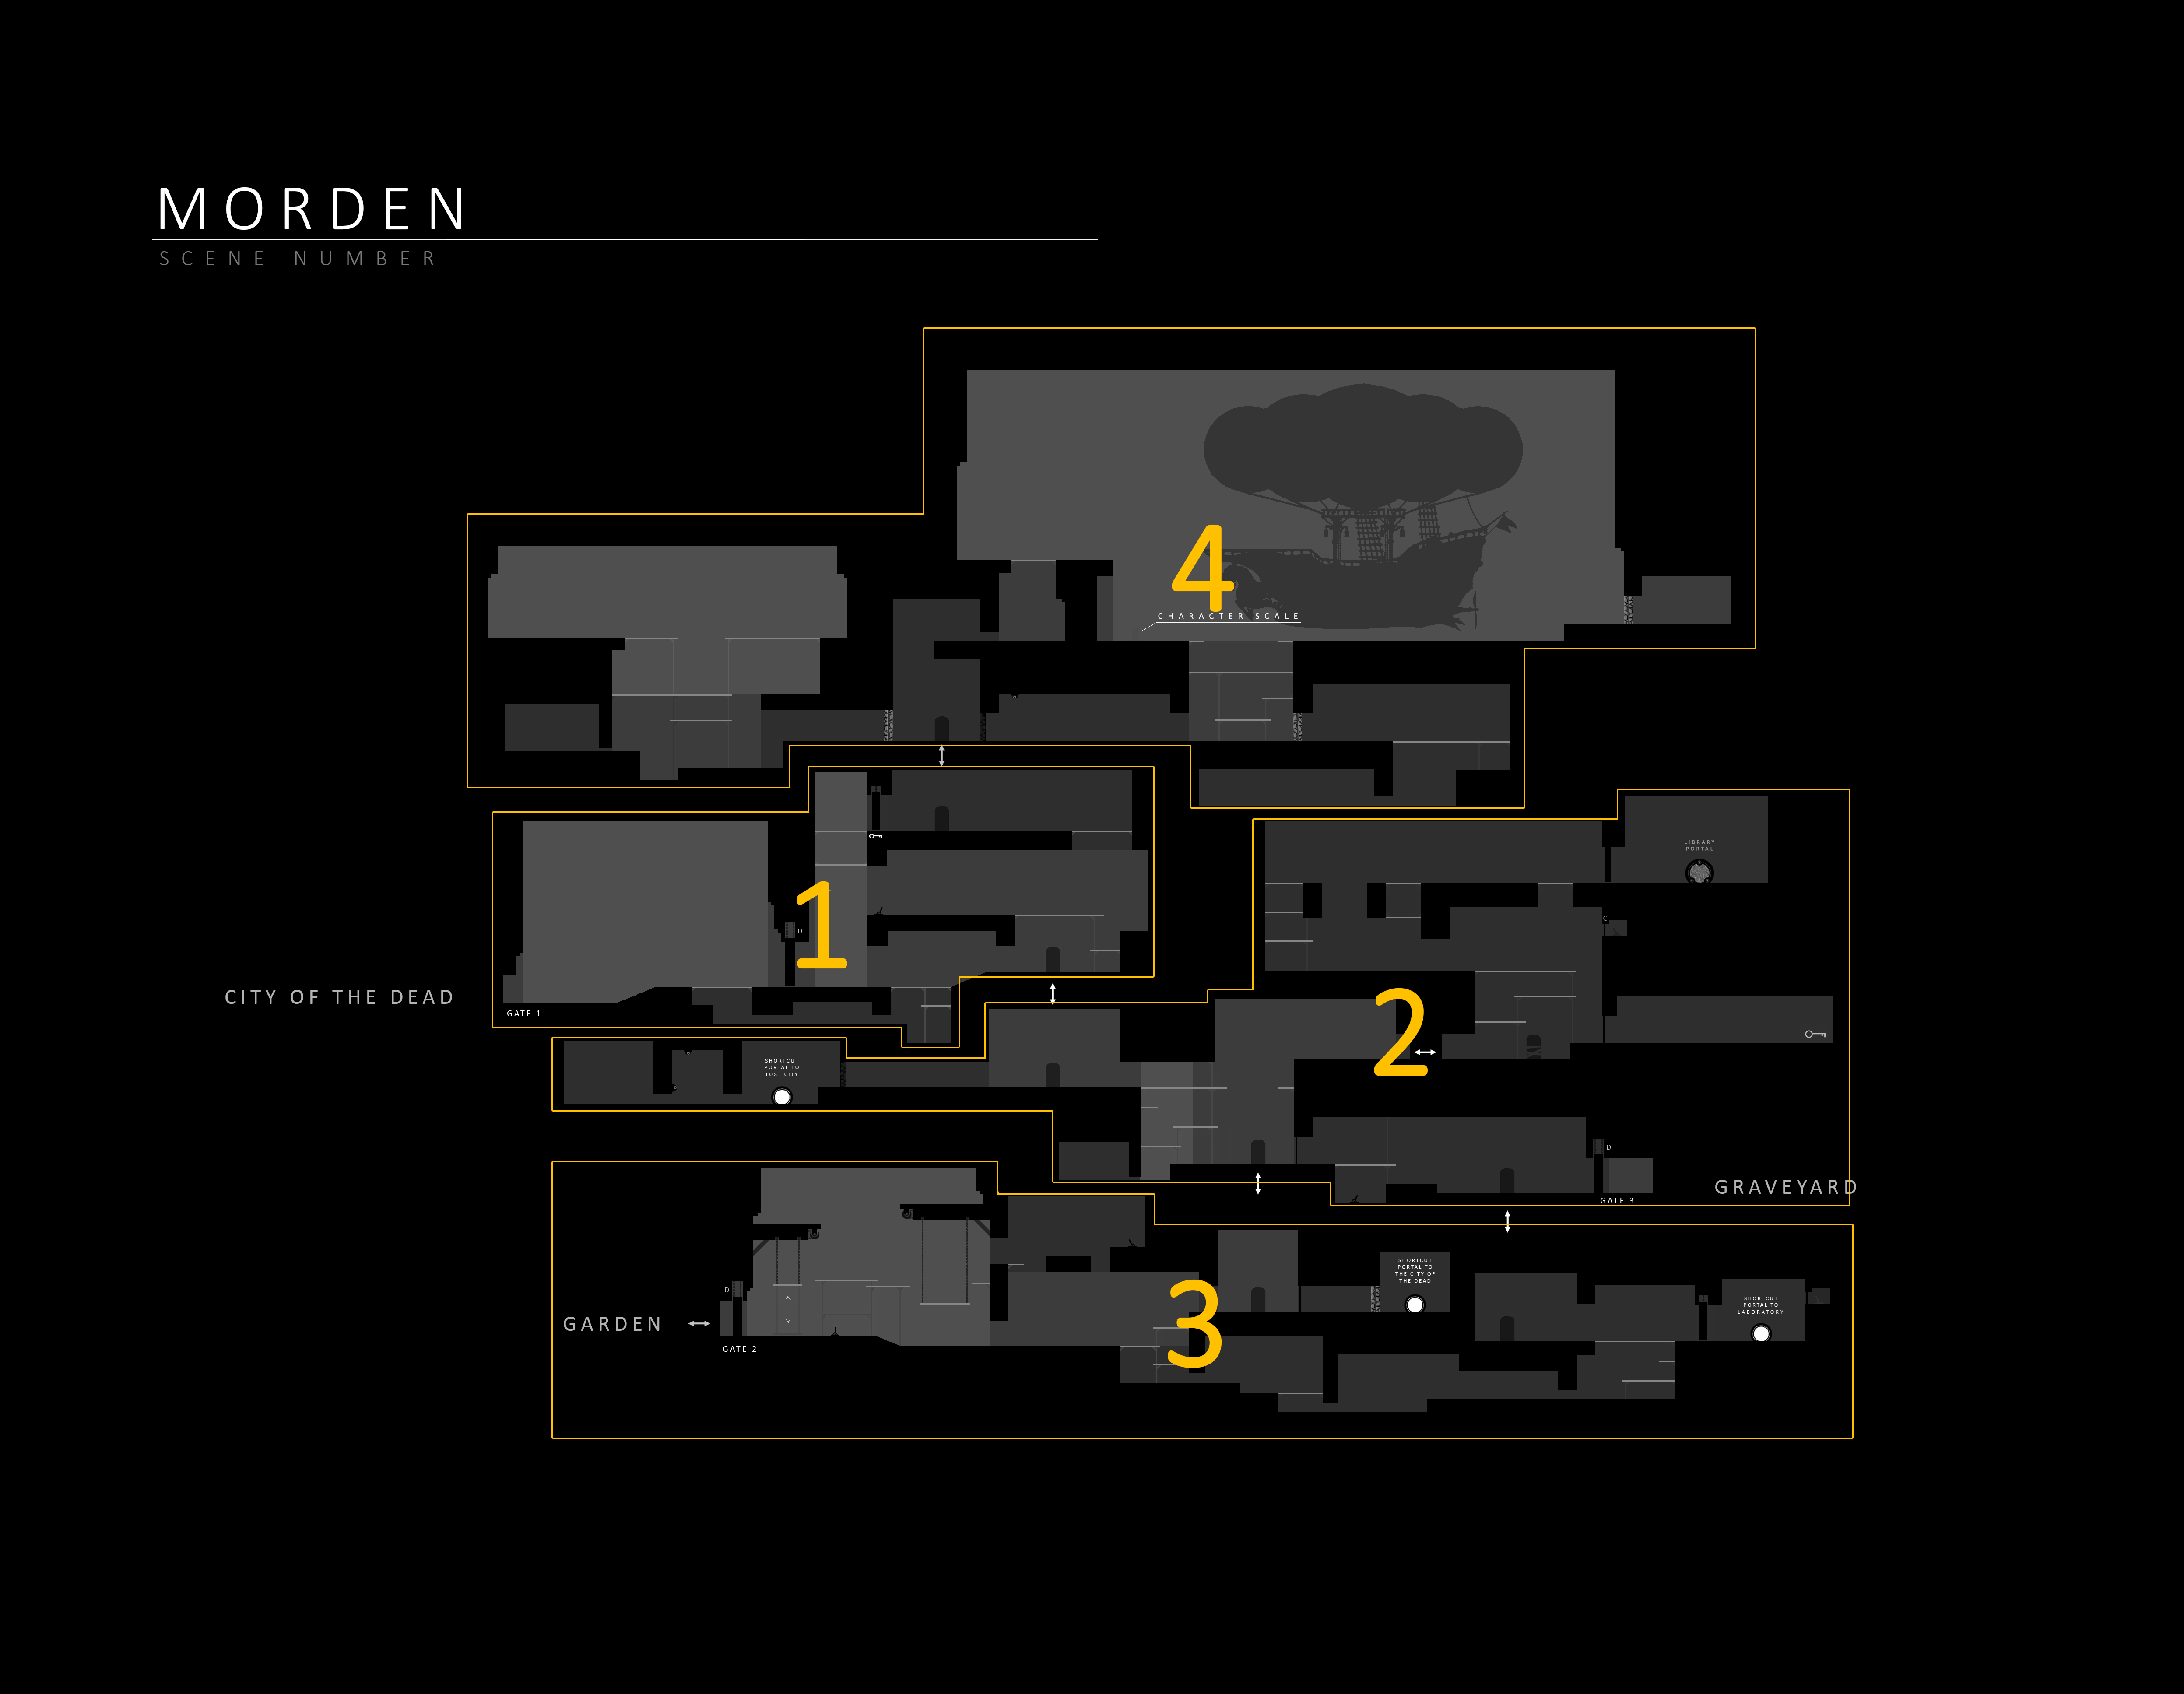 MORDEN
SCENE NUMBER
4
CHARACTER SCALE
LIBRARY
PORTAL
1
D
C
CITY OF THE DEAD
GATE 1
2
SHORTCUT
PORTAL TO
LOST CITY
D
GRAVEYARD
GATE 3
SHORTCUT
PORTAL TO
THE CITY OF
THE DEAD
D
SHORTCUT
PORTAL TO
LABORATORY
3
GARDEN
GATE 2